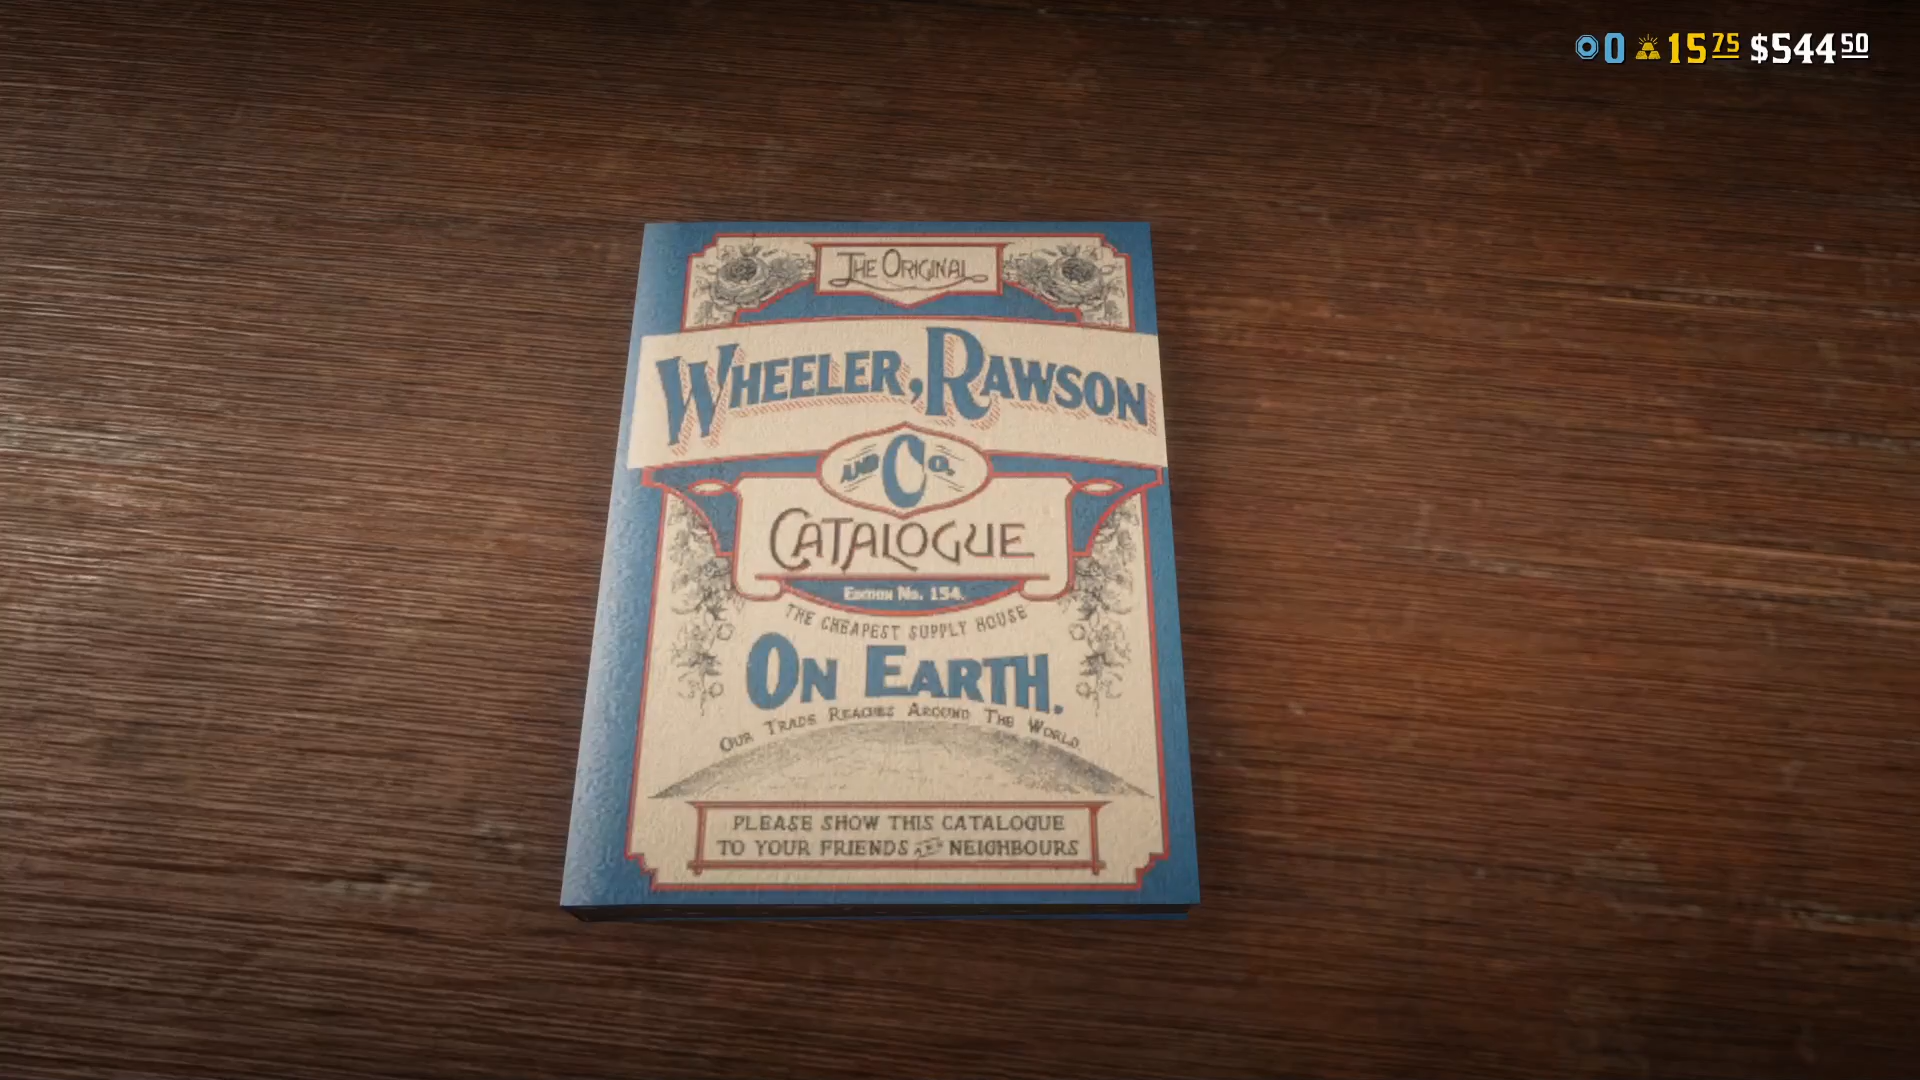 0 15 75 $544 50
THE ORIGINAL
WHEELER, RAWSON
AND CO.
CATALOGUE
EDITION No. 154.
THE CHEAPEST SUPPLY HOUSE
ON EARTH.
OUR TRADE REACHES AROUND THE WORLD
PLEASE SHOW THIS CATALOGUE
TO YOUR FRIENDS AND NEIGHBOURS